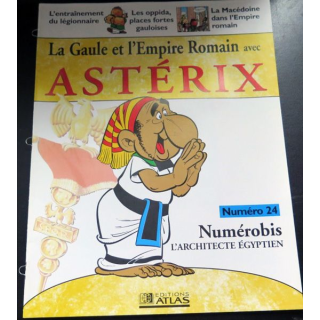 L'entraînement du légionnaire
Les oppida, places fortes gauloises
La Macédoine dans l'Empire romain
La Gaule et l'Empire Romain avec
ASTÉRIX
Numéro 24
Numérobis
L'ARCHITECTE ÉGYPTIEN
EDITIONS
ATLAS